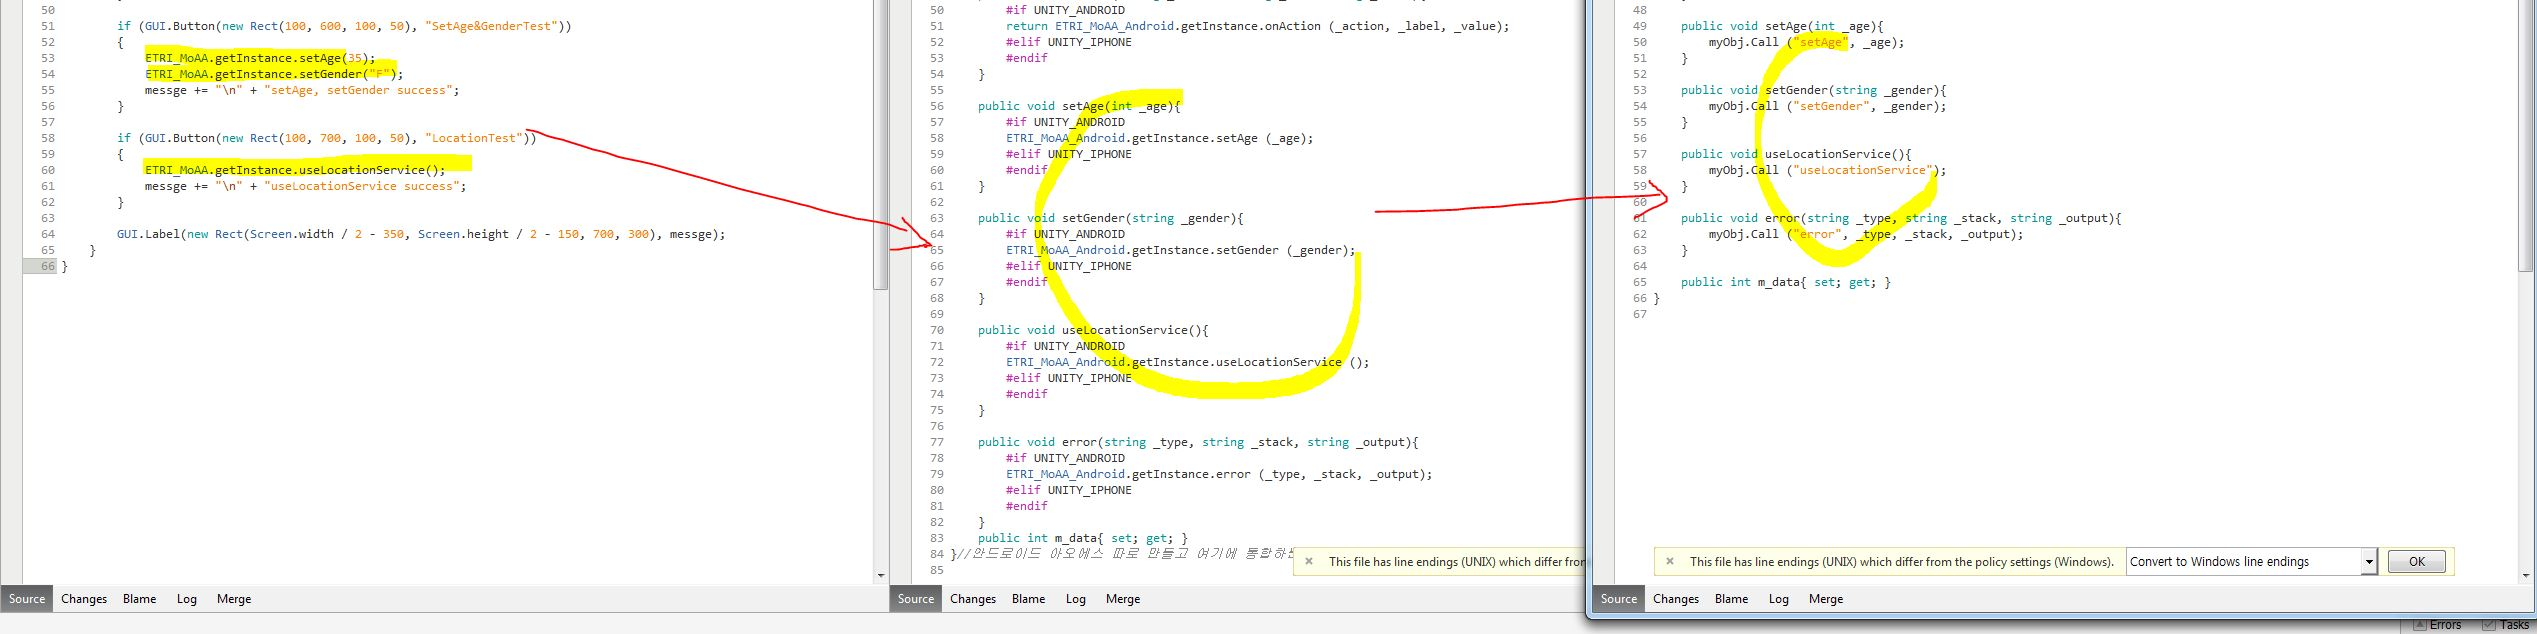 50
51 if (GUI.Button(new Rect(100, 600, 100, 50), "SetAge&GenderTest"))
52 {
53 ETRI_MoAA.getInstance.setAge(35);
54 ETRI_MoAA.getInstance.setGender("F");
55 messge += "\n" + "setAge, setGender success";
56 }
57
58 if (GUI.Button(new Rect(100, 700, 100, 50), "LocationTest"))
59 {
60 ETRI_MoAA.getInstance.useLocationService();
61 messge += "\n" + "useLocationService success";
62 }
63
64 GUI.Label(new Rect(Screen.width / 2 - 350, Screen.height / 2 - 150, 700, 300), messge);
65 }
66 }
Source Changes Blame Log Merge
50 #if UNITY_ANDROID
51 return ETRI_MoAA_Android.getInstance.onAction (_action, _label, _value);
52 #elif UNITY_IPHONE
53 #endif
54 }
55
56 public void setAge(int _age){
57 #if UNITY_ANDROID
58 ETRI_MoAA_Android.getInstance.setAge (_age);
59 #elif UNITY_IPHONE
60 #endif
61 }
62
63 public void setGender(string _gender){
64 #if UNITY_ANDROID
65 ETRI_MoAA_Android.getInstance.setGender (_gender);
66 #elif UNITY_IPHONE
67 #endif
68 }
69
70 public void useLocationService(){
71 #if UNITY_ANDROID
72 ETRI_MoAA_Android.getInstance.useLocationService ();
73 #elif UNITY_IPHONE
74 #endif
75 }
76
77 public void error(string _type, string _stack, string _output){
78 #if UNITY_ANDROID
79 ETRI_MoAA_Android.getInstance.error (_type, _stack, _output);
80 #elif UNITY_IPHONE
81 #endif
82 }
83 public int m_data{ set; get; }
84 }//안드로이드 아오에스 따로 만들고 여기에 통합하
85
This file has line endings (UNIX) which differ from
Source Changes Blame Log Merge
48
49 public void setAge(int _age){
50 myObj.Call ("setAge", _age);
51 }
52
53 public void setGender(string _gender){
54 myObj.Call ("setGender", _gender);
55 }
56
57 public void useLocationService(){
58 myObj.Call ("useLocationService");
59 }
60
61 public void error(string _type, string _stack, string _output){
62 myObj.Call ("error", _type, _stack, _output);
63 }
64
65 public int m_data{ set; get; }
66 }
67
This file has line endings (UNIX) which differ from the policy settings (Windows). Convert to Windows line endings OK
Source Changes Blame Log Merge
Errors Tasks